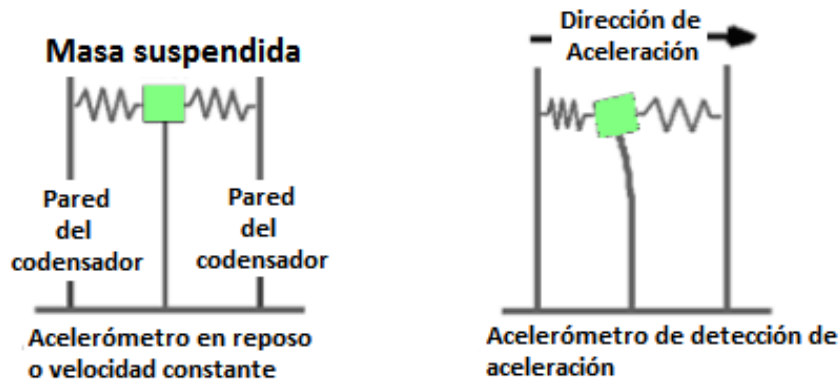 Masa suspendida
Pared
del
codensador
Pared
del
codensador
Acelerómetro en reposo
o velocidad constante
Dirección de
Aceleración
Acelerómetro de detección de
aceleración